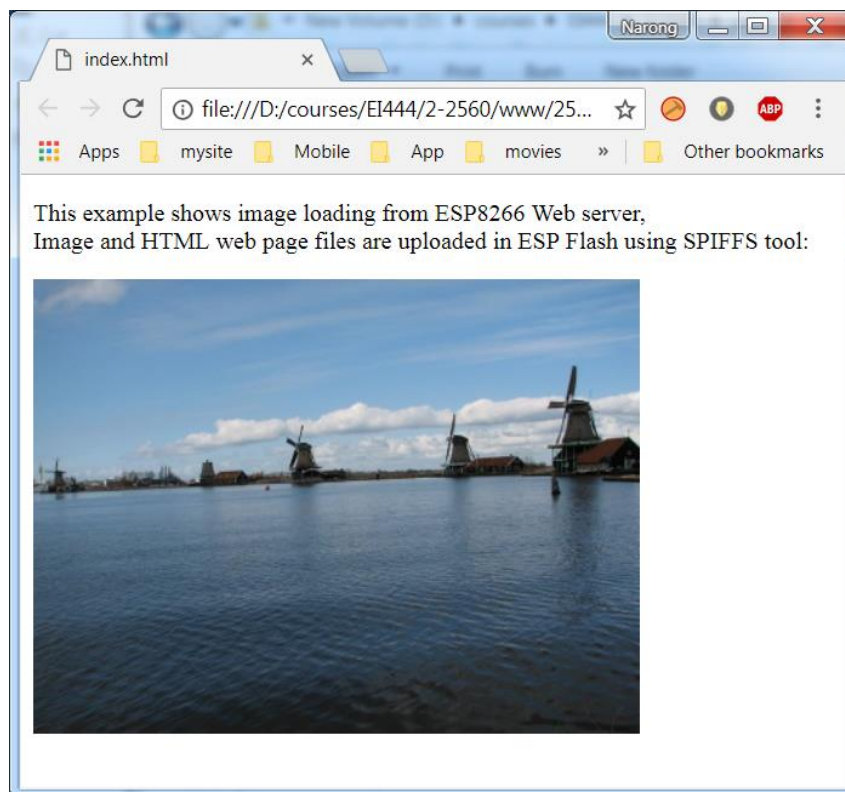 Narong
index.html
file:///D:/courses/EI444/2-2560/www/25...
ABP
Apps mysite Mobile App movies » Other bookmarks
This example shows image loading from ESP8266 Web server,
Image and HTML web page files are uploaded in ESP Flash using SPIFFS tool: